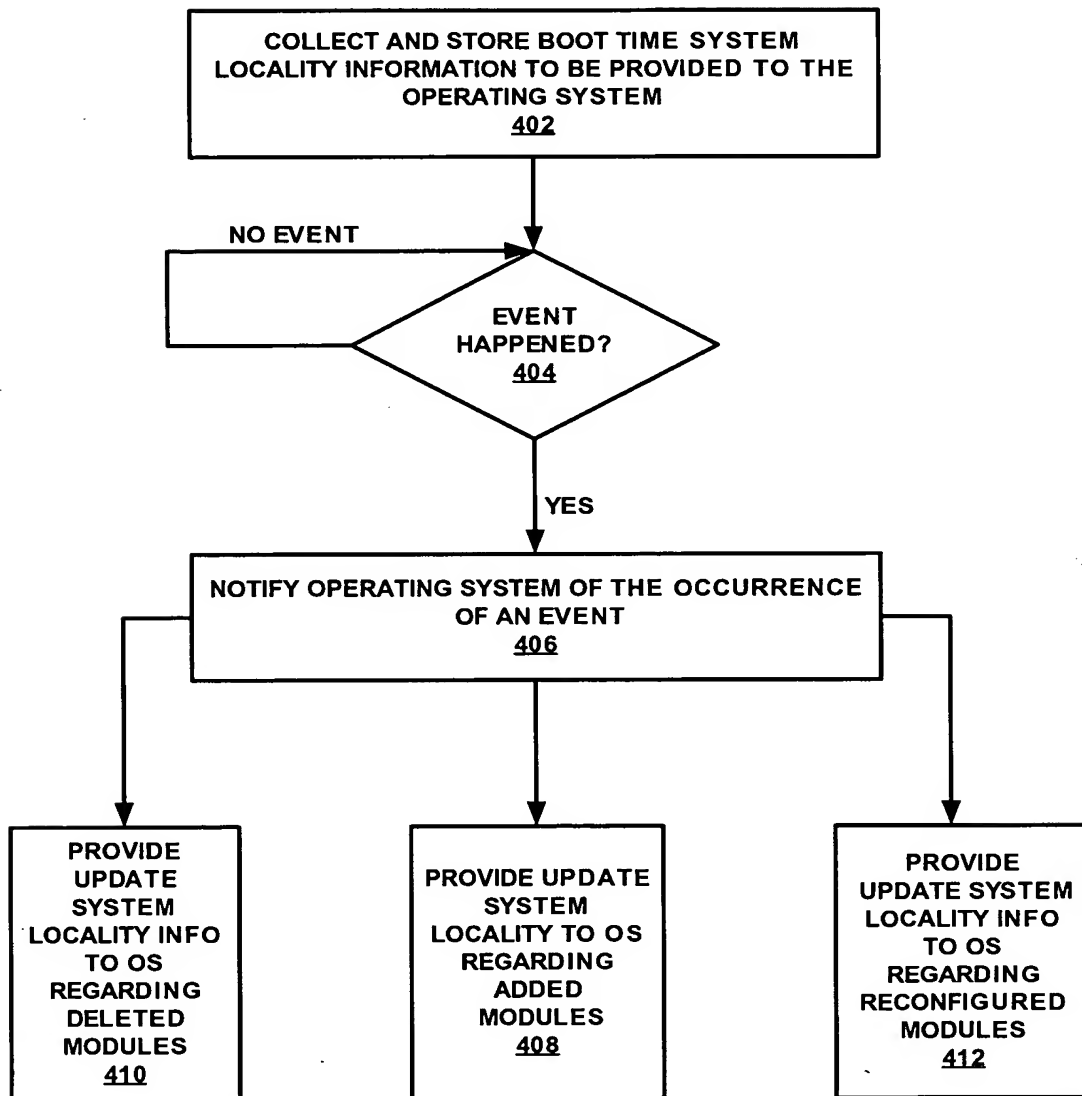 COLLECT AND STORE BOOT TIME SYSTEM
LOCALITY INFORMATION TO BE PROVIDED TO THE
OPERATING SYSTEM
402
NO EVENT
EVENT
HAPPENED?
404
YES
NOTIFY OPERATING SYSTEM OF THE OCCURRENCE
OF AN EVENT
406
PROVIDE
UPDATE
SYSTEM
LOCALITY INFO
TO OS
REGARDING
DELETED
MODULES
410
PROVIDE UPDATE
SYSTEM
LOCALITY TO OS
REGARDING
ADDED
MODULES
408
PROVIDE
UPDATE SYSTEM
LOCALITY INFO
TO OS
REGARDING
RECONFIGURED
MODULES
412